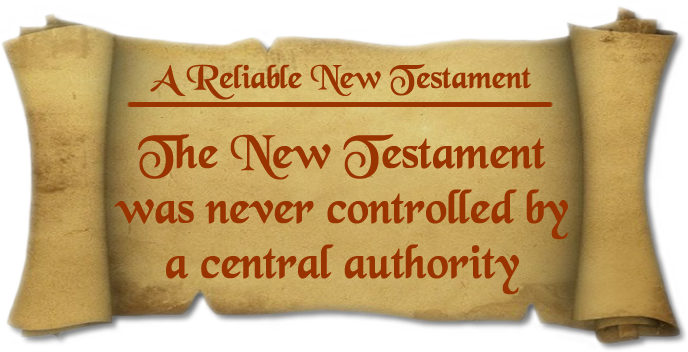 A Reliable New Testament
The New Testament
was never controlled by
a central authority